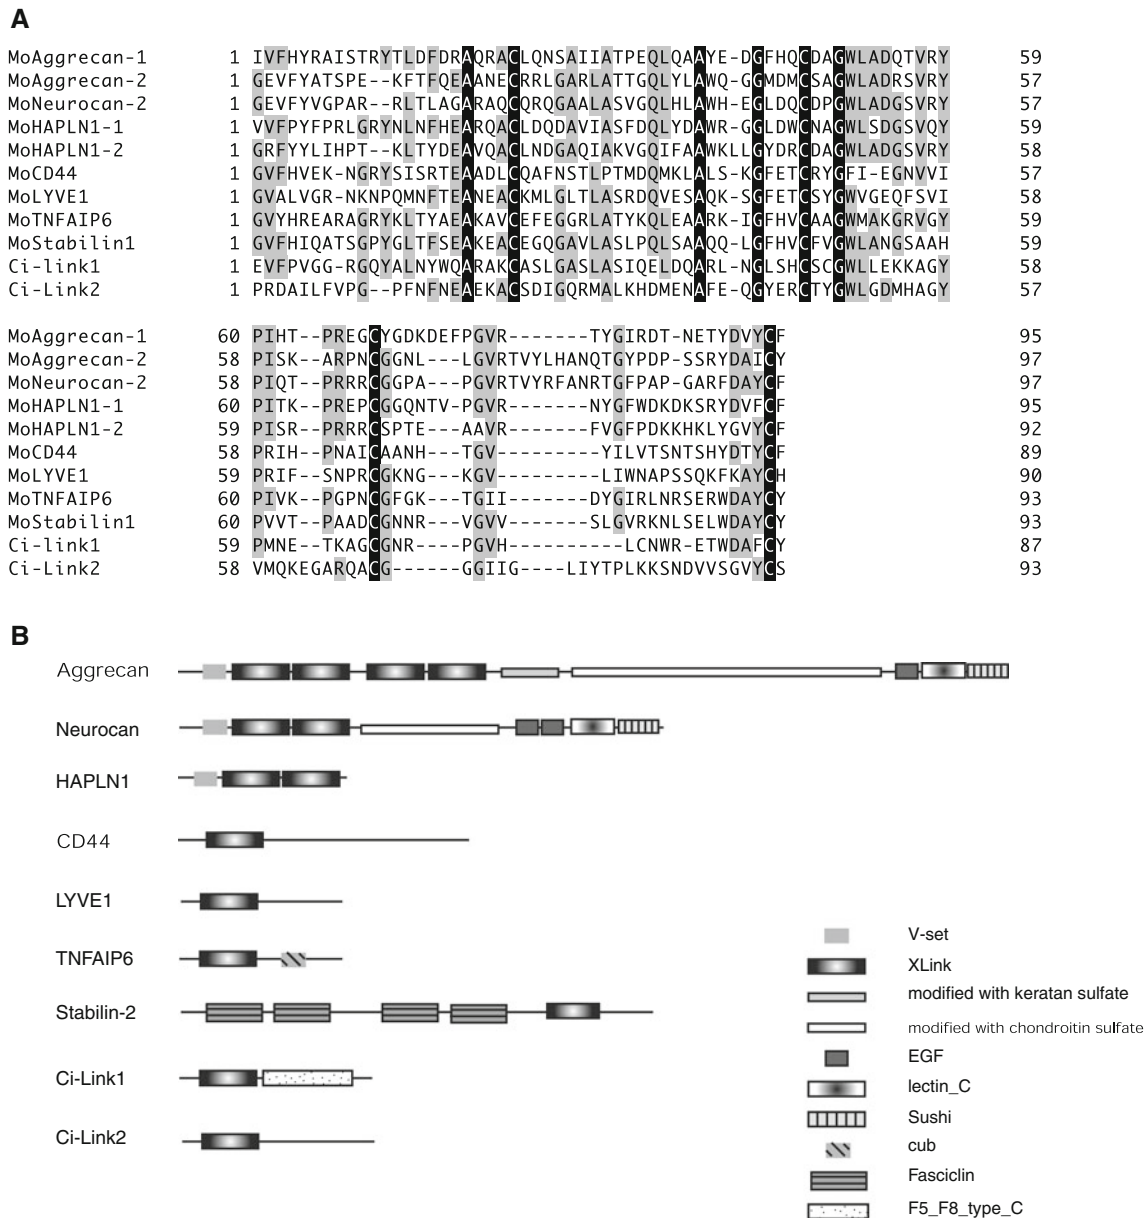 A
MoAggrecan-1 1 IVFHYRAISTRYTLDFDRAQRACLQNSAIIATPEQLQAAYE-DGFHQCDAGWLADQTVRY 59
MoAggrecan-2 1 GEVFYATSPE--KFTFQEAANECRRLGARLATTGQLYLAWQ-GGMDMCSAGWLADRSVRY 57
MoNeurocan-2 1 GEVFYVGPAR--RLTLAGARAQCQRQGAALASVGQLHLAWH-EGLDQCDPGWLADGSVRY 57
MoHAPLN1-1 1 VVFPYFPRLGRYNLNFHEARQACLDQDAVIASFDQLYDAWR-GGLDWCNAGWLSDGSVQY 59
MoHAPLN1-2 1 GRFYYLIHPT--KLTYDEAVQACLNDGAQIAKVGQIFAAWKLLGYDRCDAGWLADGSVRY 58
MoCD44 1 GVFHVEK-NGRYSISRTEAADLCQAFNSTLPTMDQMKLALS-KGFETCRYGFI-EGNVVI 57
MoLYVE1 1 GVALVGR-NKNPQMNFTEANEACKMLGLTLASRDQVESAQK-SGFETCSYGWVGEQFSVI 58
MoTNFAIP6 1 GVYHREARAGRYKLTYAEAKAVCEFEGGRLATYKQLEAARK-IGFHVCAAGWMAKGRVGY 59
MoStabilin1 1 GVFHIQATSGPYGLTFSEAKEACEGQGAVLASLPQLSAAQQ-LGFHVCFVGWLANGSAAH 59
Ci-link1 1 EVFPVGG-RGQYALNYWQARAKCASLGASLASIQELDQARL-NGLSHCSCGWLLEKKAGY 58
Ci-Link2 1 PRDAILFVPG--PFNFNEAEKACSDIGQRMALKHDMENAFE-QGYERCTYGWLGDMHAGY 57
MoAggrecan-1 60 PIHT--PREGCYGDKDEFPGVR-------TYGIRDT-NETYDVYCF 95
MoAggrecan-2 58 PISK--ARPNCGGNL---LGVRTVYLHANQTGYPDP-SSRYDAICY 97
MoNeurocan-2 58 PIQT--PRRRCGGPA---PGVRTVYRFANRTGFPAP-GARFDAYCF 97
MoHAPLN1-1 60 PITK--PREPCGGQNTV-PGVR-------NYGFWDKDKSRYDVFCF 95
MoHAPLN1-2 59 PISR--PRRRCSPTE---AAVR-------FVGFPDKKHKLYGVYCF 92
MoCD44 58 PRIH--PNAICAANH---TGV--------YILVTSNTSHYDTYCF 89
MoLYVE1 59 PRIF--SNPRCGKNG---KGV--------LIWNAPSSQKFKAYCH 90
MoTNFAIP6 60 PIVK--PGPNCGFGK---TGII-------DYGIRLNRSERWDAYCY 93
MoStabilin1 60 PVVT--PAADCGNNR---VGVV-------SLGVRKNLSELWDAYCF 93
Ci-link1 59 PMNE--TKAGCGNR----PGVH----------LCNWR-ETWDAFCY 87
Ci-Link2 58 VMQKEGARQACG------GGIIG----LIYTPLKKSNDVVSGVYCS 93
B
Aggrecan
Neurocan
HAPLN1
CD44
LYVE1
TNFAIP6
Stabilin-2
Ci-Link1
Ci-Link2
V-set
XLink
modified with keratan sulfate
modified with chondroitin sulfate
EGF
lectin_C
Sushi
cub
Fasciclin
F5_F8_type_C